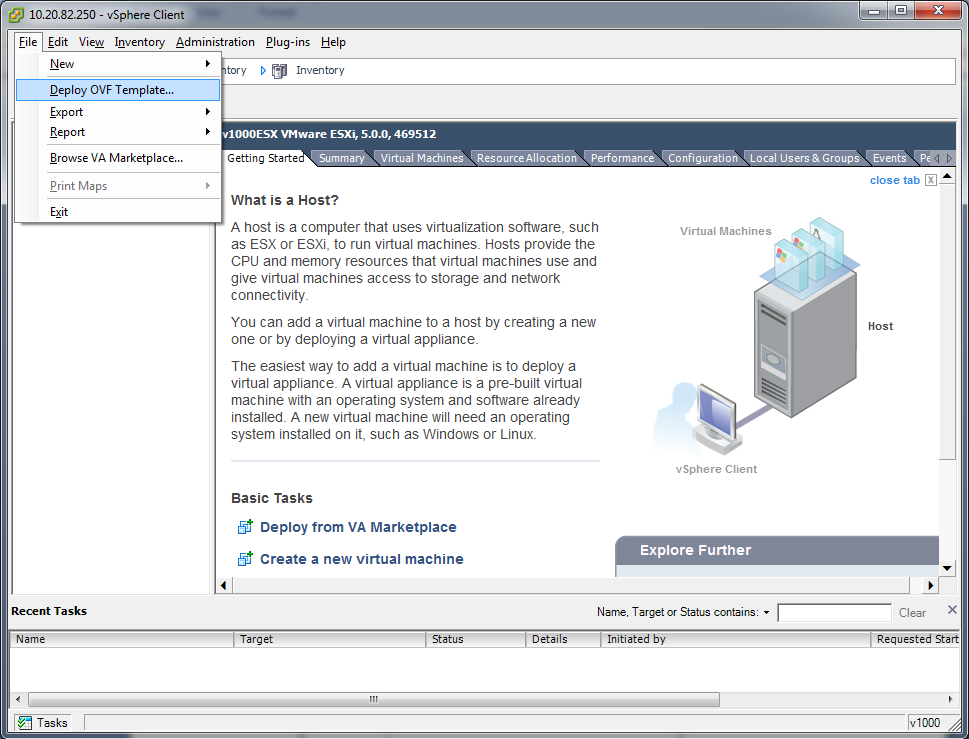 10.20.82.250 - vSphere Client
File Edit View Inventory Administration Plug-ins Help
New
Inventory
Deploy OVF Template...
Export
Report
Browse VA Marketplace...
Print Maps
Exit
v1000ESX VMware ESXi, 5.0.0, 469512
Getting Started Summary Virtual Machines Resource Allocation Performance Configuration Local Users & Groups Events Pe
close tab X
What is a Host?
A host is a computer that uses virtualization software, such
as ESX or ESXi, to run virtual machines. Hosts provide the
CPU and memory resources that virtual machines use and
give virtual machines access to storage and network
connectivity.
You can add a virtual machine to a host by creating a new
one or by deploying a virtual appliance.
The easiest way to add a virtual machine is to deploy a
virtual appliance. A virtual appliance is a pre-built virtual
machine with an operating system and software already
installed. A new virtual machine will need an operating
system installed on it, such as Windows or Linux.
Virtual Machines
Host
vSphere Client
Basic Tasks
Deploy from VA Marketplace
Create a new virtual machine
Explore Further
Recent Tasks
Name, Target or Status contains:
Clear
Name Target Status Details Initiated by Requested Start
Tasks
v1000